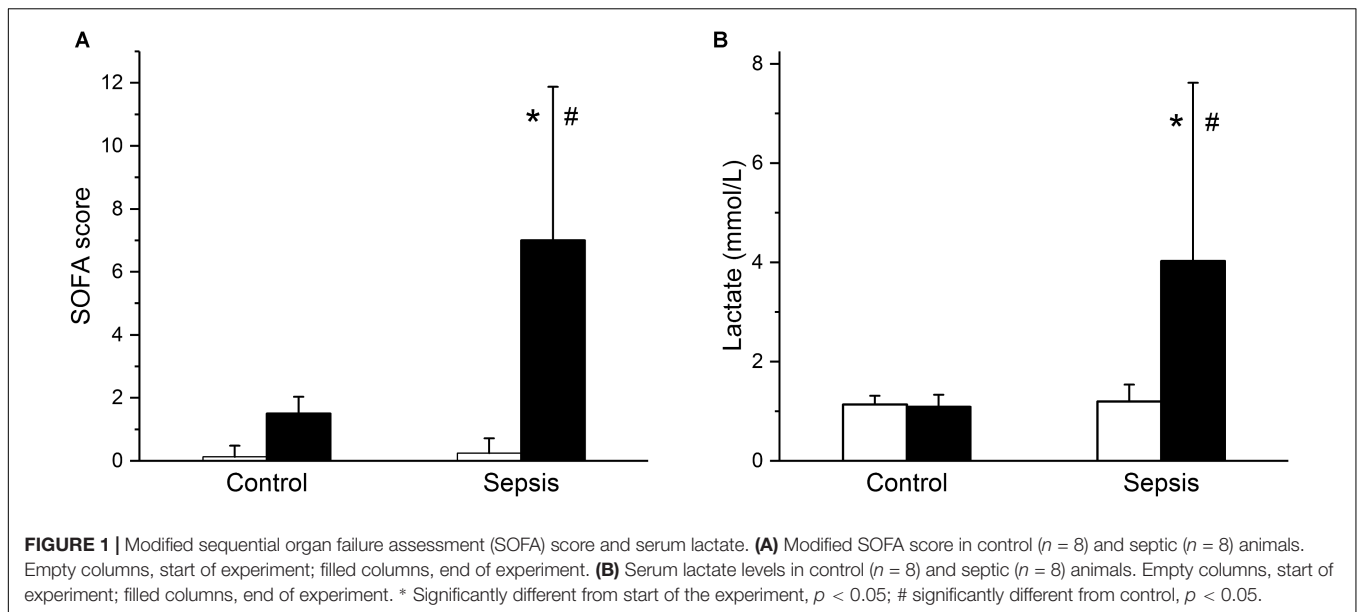 A
SOFA score
12
10
8
6
4
2
0
* #
Control Sepsis
B
Lactate (mmol/L)
8
6
4
2
0
* #
Control Sepsis
FIGURE 1 | Modified sequential organ failure assessment (SOFA) score and serum lactate. (A) Modified SOFA score in control (n = 8) and septic (n = 8) animals.
Empty columns, start of experiment; filled columns, end of experiment. (B) Serum lactate levels in control (n = 8) and septic (n = 8) animals. Empty columns, start of
experiment; filled columns, end of experiment. * Significantly different from start of the experiment, p < 0.05; # significantly different from control, p < 0.05.